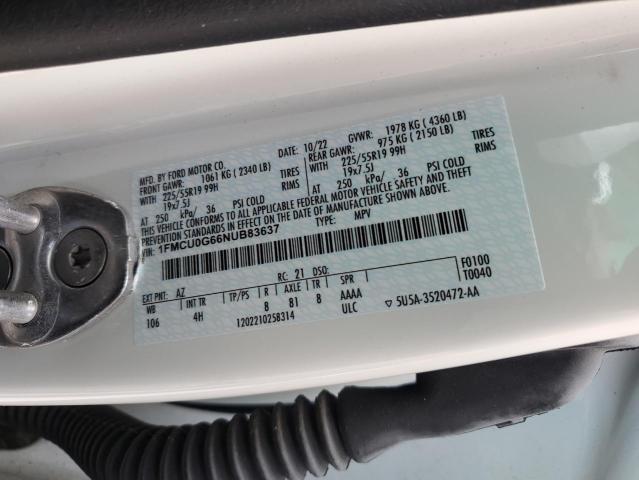 MFD. BY FORD MOTOR CO. 10/22 GVWR: 1978 KG ( 4360 LB)
FRONT GAWR: 1061 KG ( 2340 LB) REAR GAWR: 975 KG ( 2150 LB)
WITH 225/55R19 99H TIRES WITH 225/55R19 99H TIRES
19x7.5J RIMS 19x7.5J RIMS
AT 250 kPa/ 36 PSI COLD AT 250 kPa/ 36 PSI COLD
THIS VEHICLE CONFORMS TO ALL APPLICABLE FEDERAL MOTOR VEHICLE SAFETY AND THEFT
PREVENTION STANDARDS IN EFFECT ON THE DATE OF MANUFACTURE SHOWN ABOVE.
VIN: 1FMCU0G66NUB83637 TYPE: MPV
F0100
T0040
EXT PNT: AZ RC: 21 DSO:
WB INT TR TP/PS R AXLE TR SPR
106 4H 8 81 8 AAAA
1202210258314 ULC ▽ 5U5A-3520472-AA